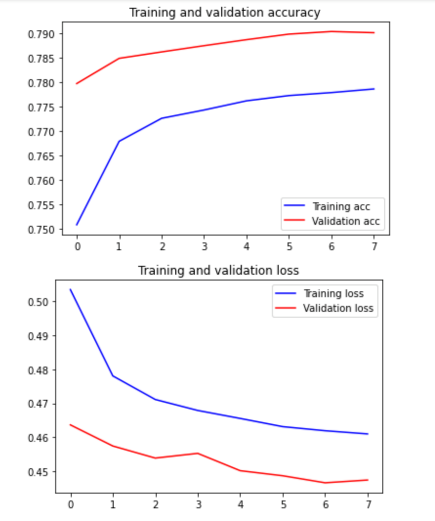 Training and validation accuracy
0.790
0.785
0.780
0.775
0.770
0.765
0.760
0.755
0.750
Training acc
Validation acc
0 1 2 3 4 5 6 7
Training and validation loss
0.50
0.49
0.48
0.47
0.46
0.45
Training loss
Validation loss
0 1 2 3 4 5 6 7